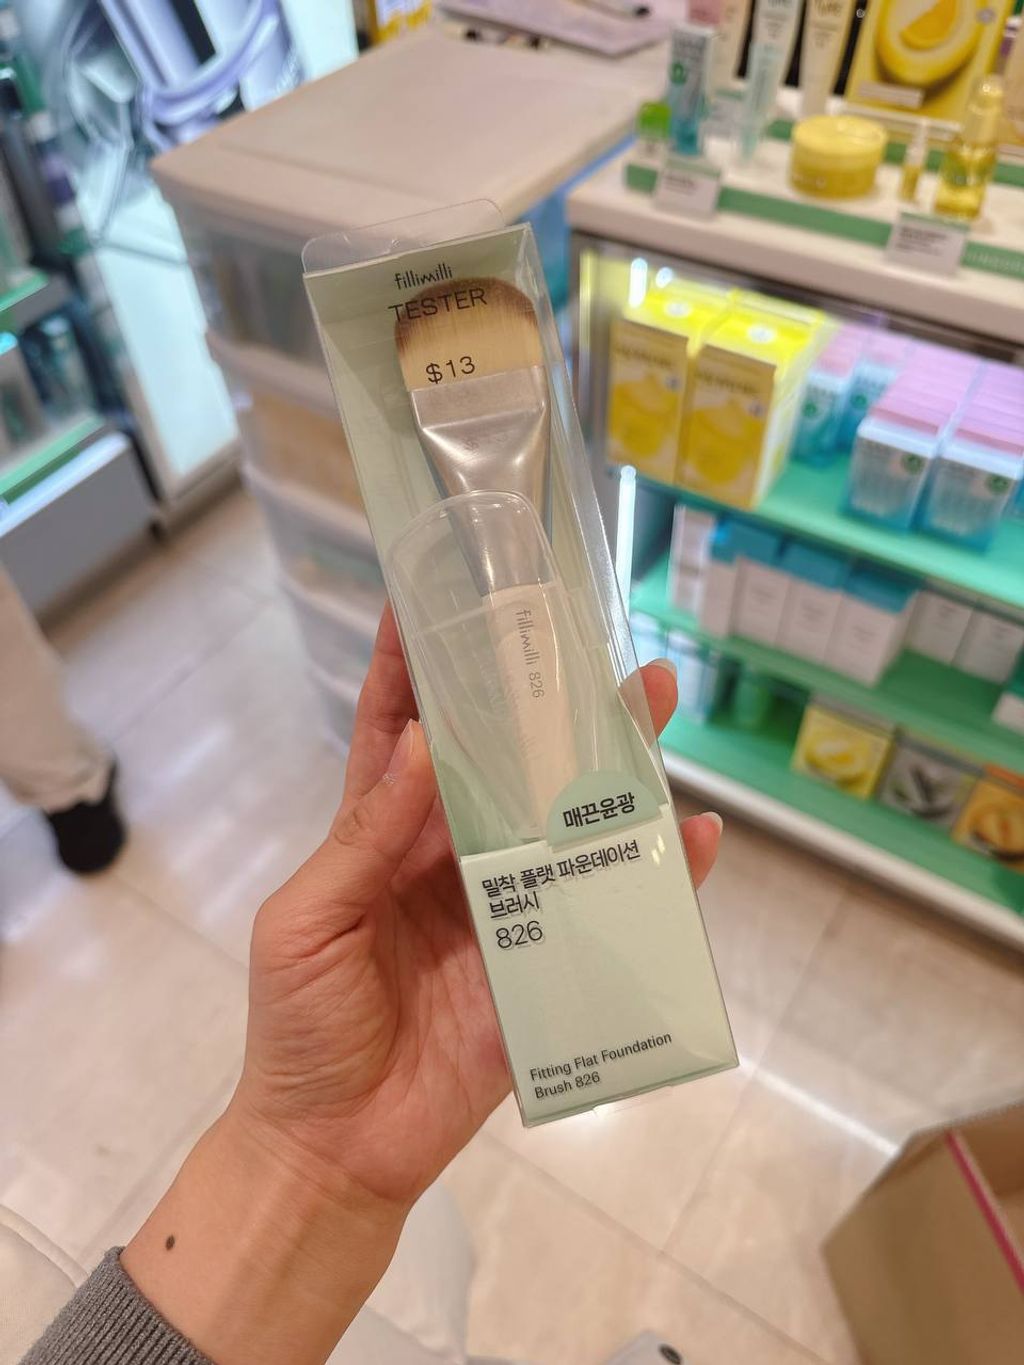 fillimilli
TESTER
$13
fillimilli 826
매끈윤광
밀착 플랫 파운데이션
브러시
826
Fitting Flat Foundation
Brush 826